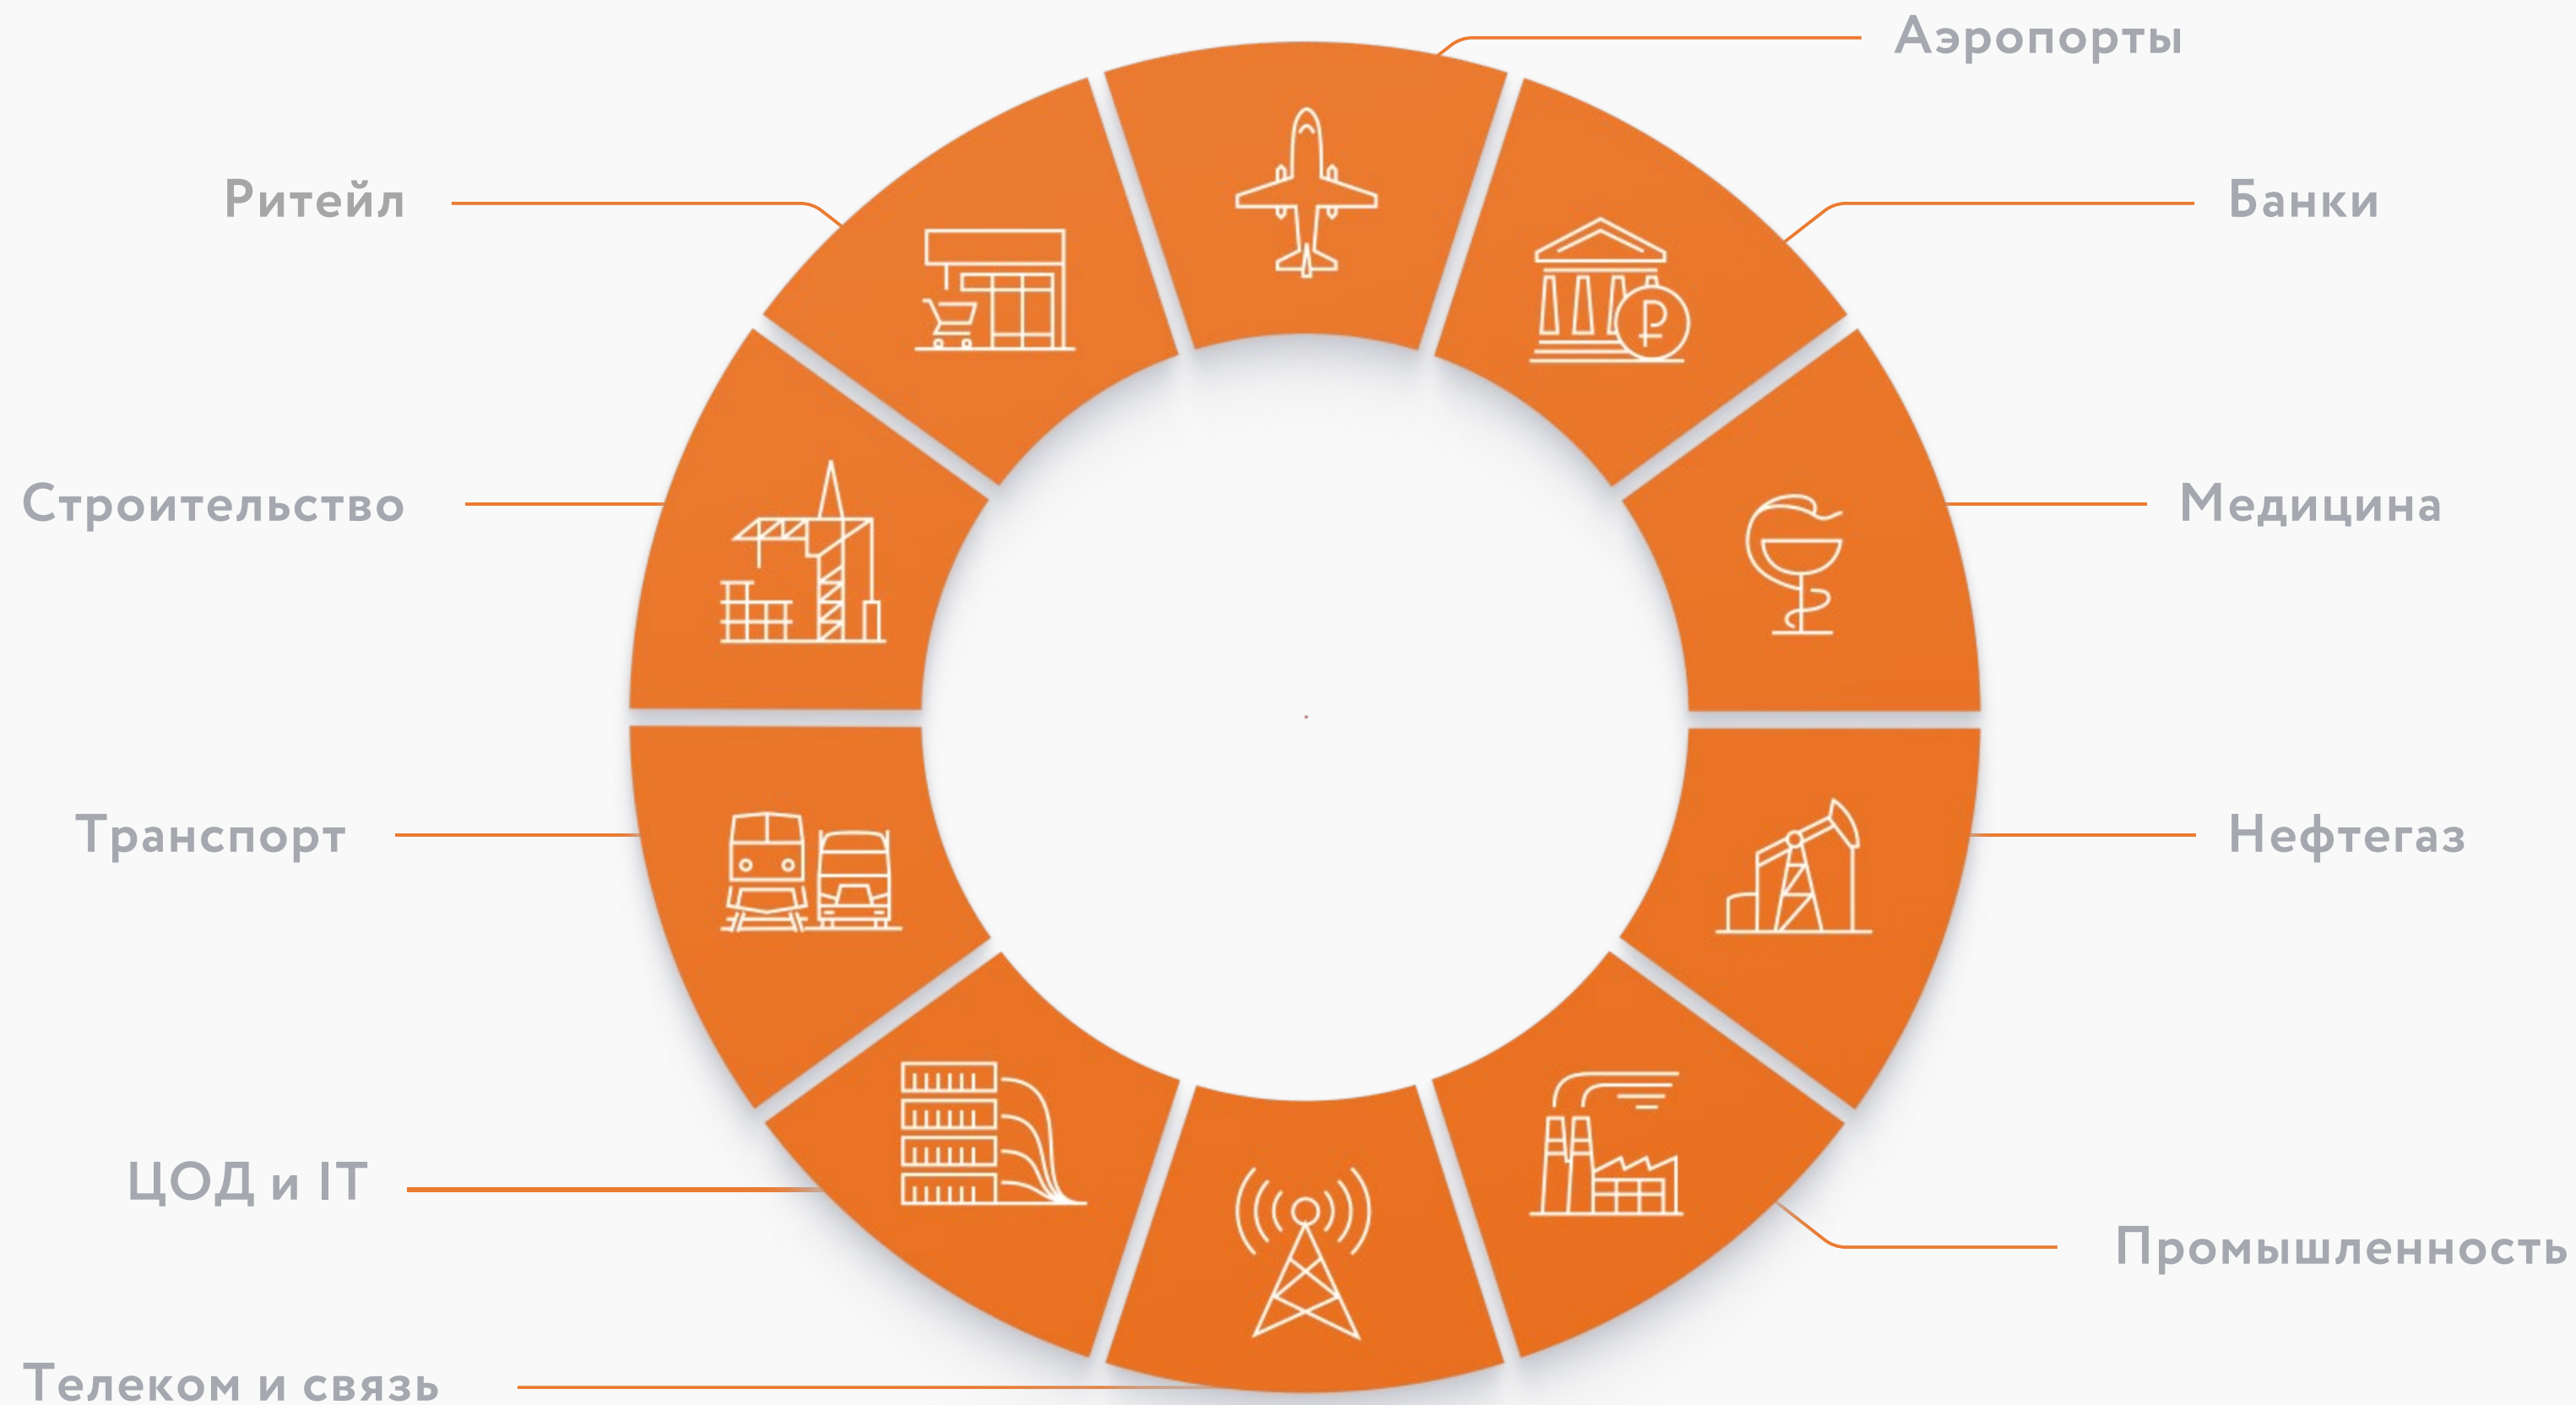 Аэропорты
Ритейл
Банки
Строительство
Медицина
Транспорт
Нефтегаз
ЦОД и IT
Промышленность
Телеком и связь